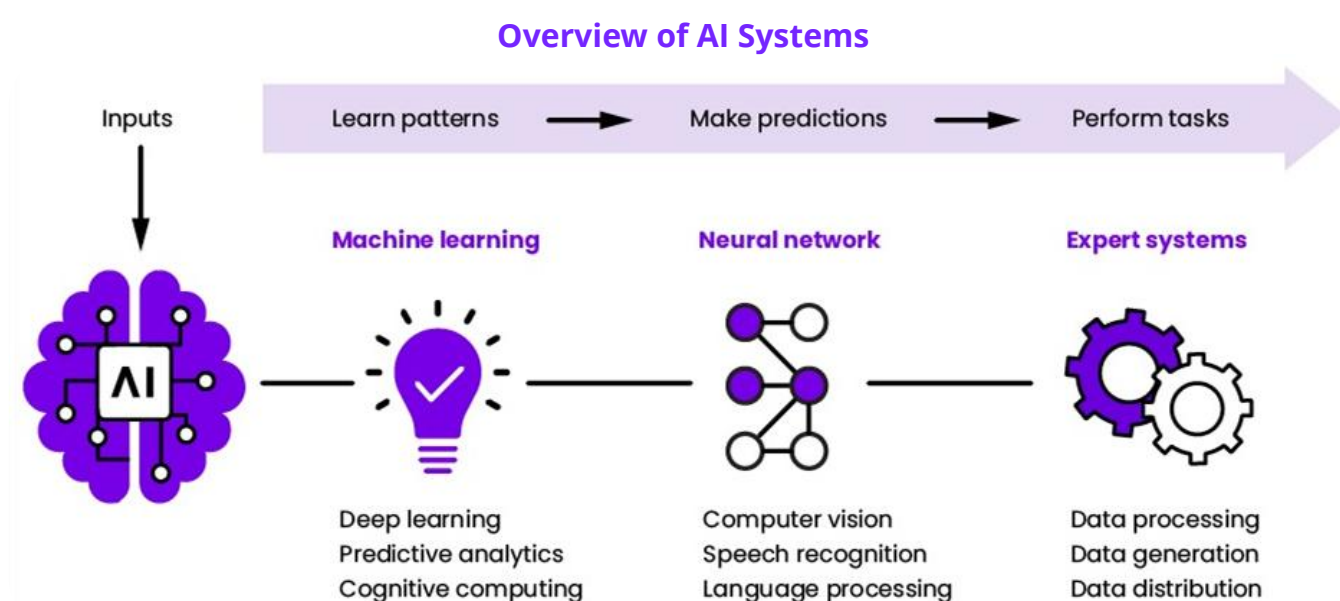 Overview of AI Systems
Inputs
Learn patterns
Make predictions
Perform tasks
Machine learning
Neural network
Expert systems
AI
Deep learning
Predictive analytics
Cognitive computing
Computer vision
Speech recognition
Language processing
Data processing
Data generation
Data distribution